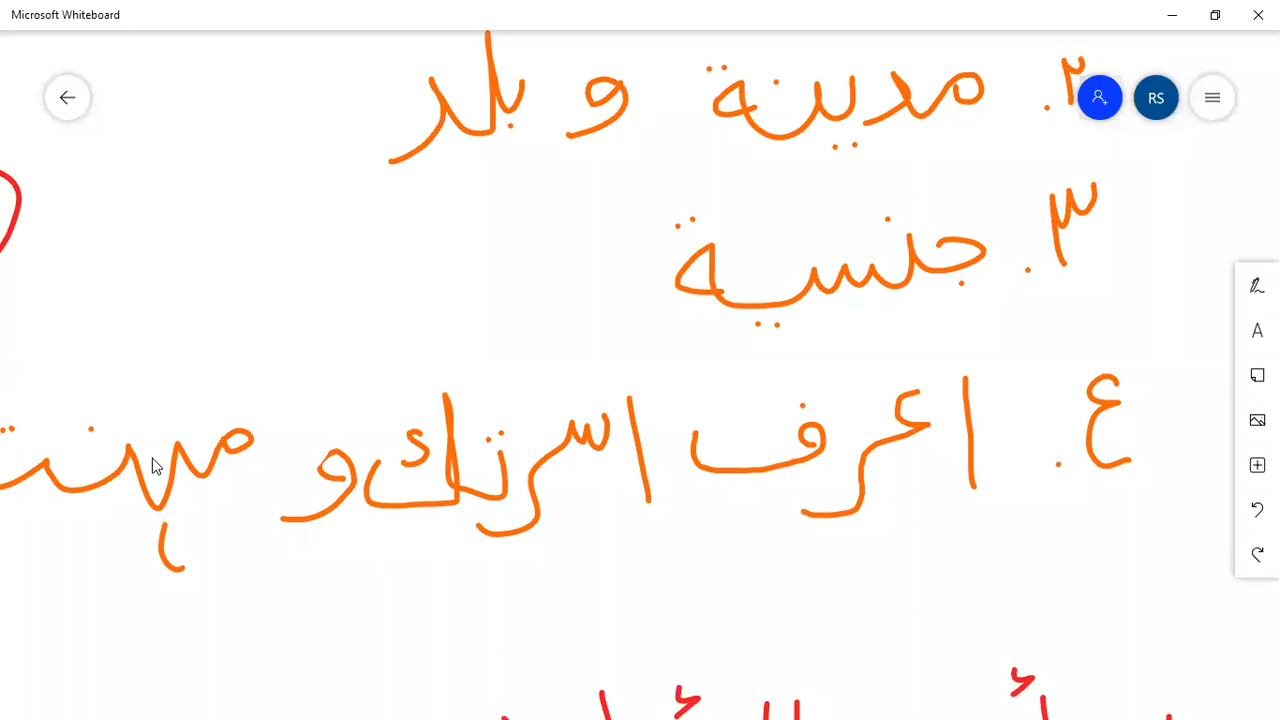 Microsoft Whiteboard
٢. مدينة و بلد
RS
٣. جنسية
٤. اعرف اسرتك و مهنت